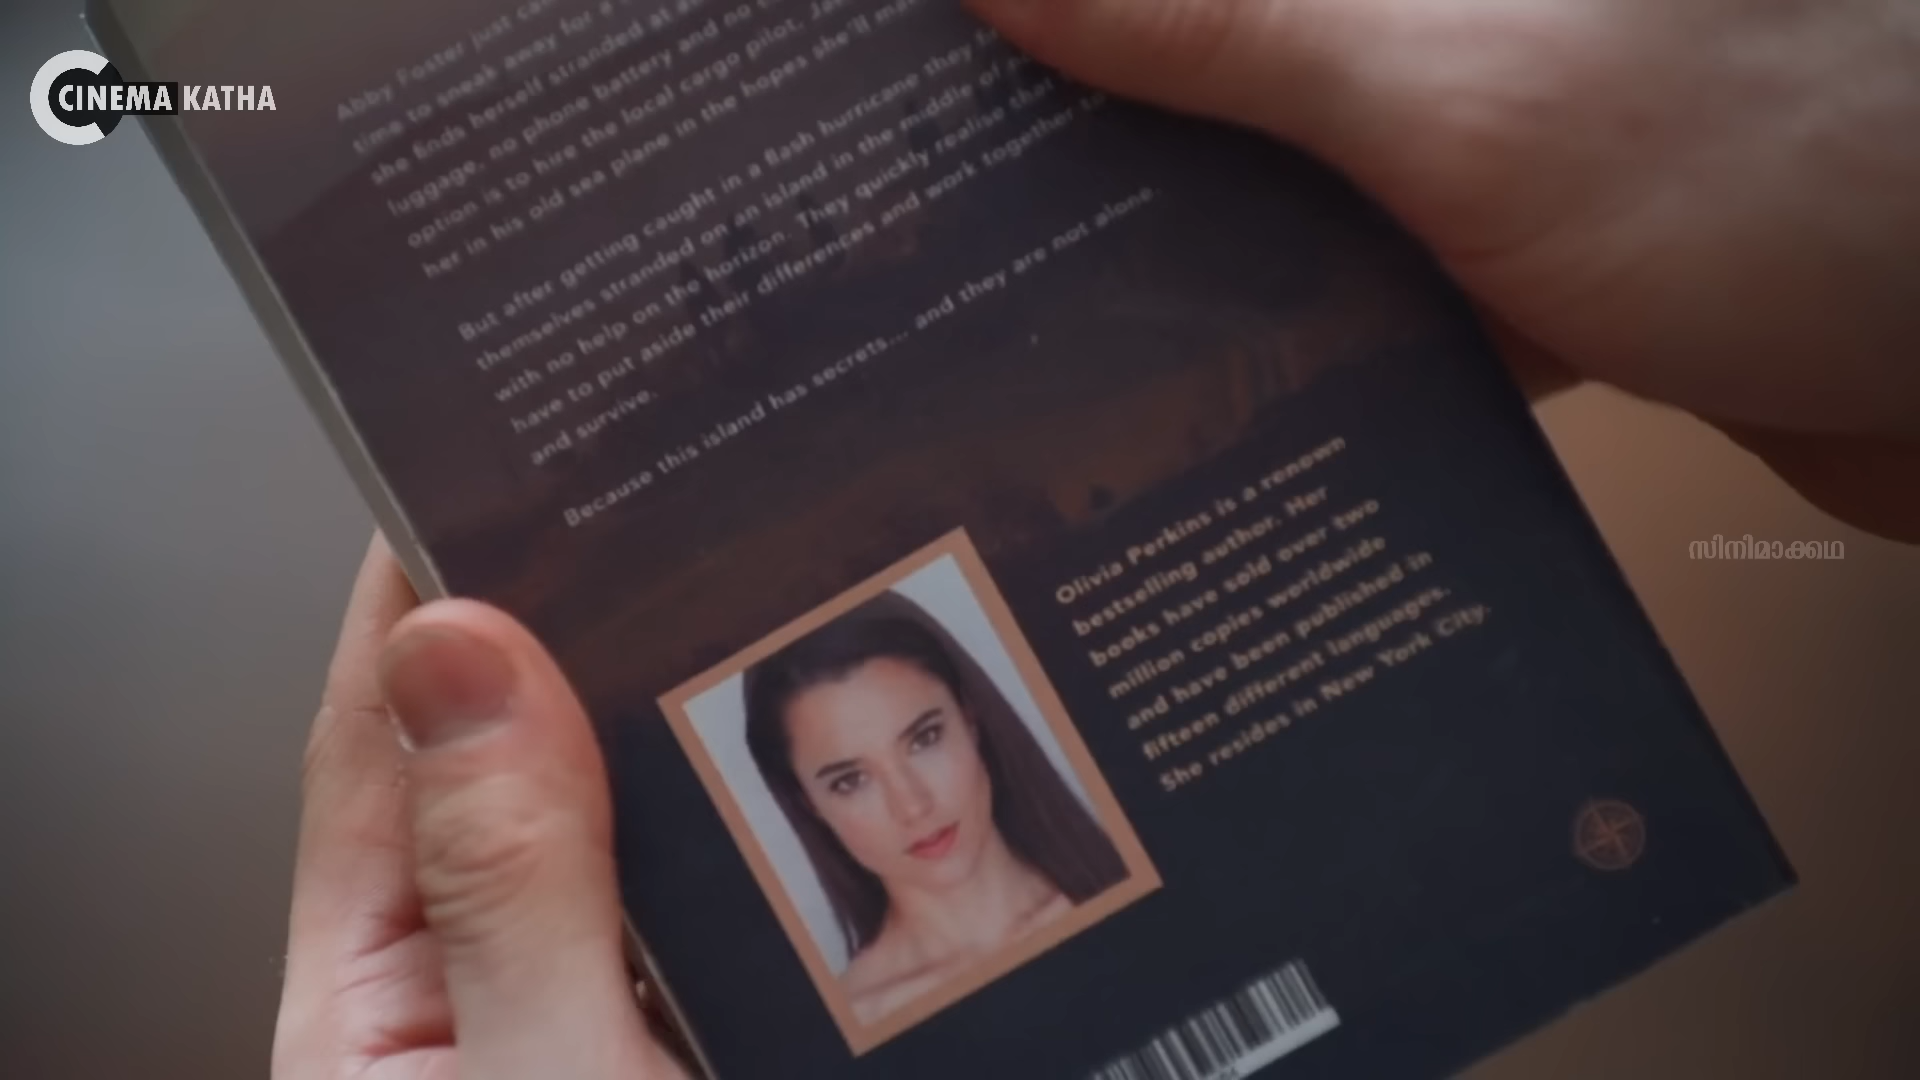 CINEMA KATHA
Abby Foster just
time to sneak away for a
she finds herself stranded at
luggage, no phone battery and no
option is to hire the local cargo pilot,
her in his old sea plane in the hopes she'll
But after getting caught in a flash hurricane they
themselves stranded on an island in the middle of
with no help on the horizon. They quickly realise that
have to put aside their differences and work together to
and survive.
Because this island has secrets... and they are not alone.
Olivia Perkins is a renown
bestselling author. Her
books have sold over two
million copies worldwide
and have been published in
fifteen different languages.
She resides in New York City.
സിനിമാക്കഥ